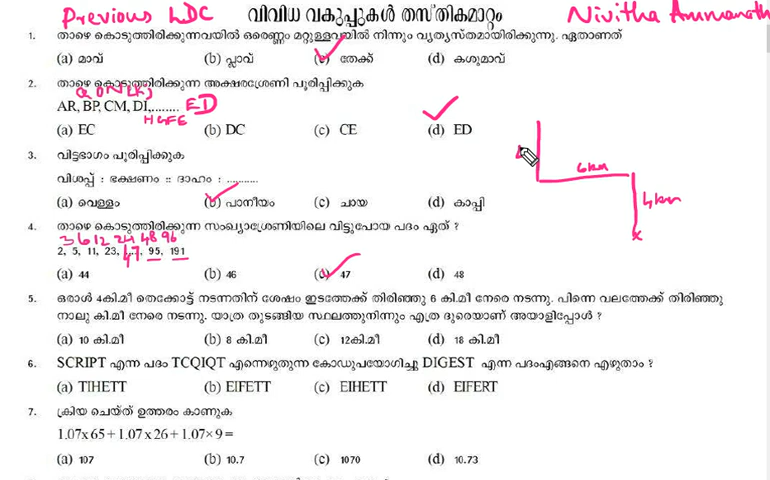 Previous LDC
വിവിധ വകുപ്പുകൾ തസ്തികമാറ്റം
Nivitha Ammanath
1. താഴെ കൊടുത്തിരിക്കുന്നവയിൽ ഒരെണ്ണം മറ്റുള്ളവയിൽ നിന്നും വ്യത്യസ്തമായിരിക്കുന്നു. ഏതാണത്
(a) മാവ് (b) പ്ലാവ് (c) തേക്ക് (d) കശുമാവ്
2. താഴെ കൊടുത്തിരിക്കുന്ന അക്ഷരശ്രേണി പൂരിപ്പിക്കുക
AR, BP, CM, DI,........ ED
HGFE
(a) EC (b) DC (c) CE (d) ED
3. വിട്ടഭാഗം പൂരിപ്പിക്കുക
വിശപ്പ് : ഭക്ഷണം :: ദാഹം : ...........
(a) വെള്ളം (b) പാനീയം (c) ചായ (d) കാപ്പി
6km
4km
4. താഴെ കൊടുത്തിരിക്കുന്ന സംഖ്യാശ്രേണിയിലെ വിട്ടുപോയ പദം ഏത് ?
3 6 12 24 48 96
2, 5, 11, 23, ...., 95, 191
47
(a) 44 (b) 46 (c) 47 (d) 48
5. ഒരാൾ 4കി.മീ തെക്കോട്ട് നടന്നതിന് ശേഷം ഇടത്തേക്ക് തിരിഞ്ഞു 6 കി.മീ നേരെ നടന്നു. പിന്നെ വലത്തേക്ക് തിരിഞ്ഞു
നാലു കി.മീ നേരെ നടന്നു. യാത്ര തുടങ്ങിയ സ്ഥലത്തുനിന്നും എത്ര ദൂരെയാണ് അയാളിപ്പോൾ ?
(a) 10 കി.മീ (b) 8 കി.മീ (c) 12കി.മീ (d) 18 കി.മീ
6. SCRIPT എന്ന പദം TCQIQT എന്നെഴുതുന്ന കോഡുപയോഗിച്ചു DIGEST എന്ന പദംഎങ്ങനെ എഴുതാം ?
(a) TIHETT (b) EIFETT (c) EIHETT (d) EIFERT
7. ക്രിയ ചെയ്ത് ഉത്തരം കാണുക
1.07x 65 + 1.07 x 26 + 1.07× 9 =
(a) 107 (b) 10.7 (c) 1070 (d) 10.73